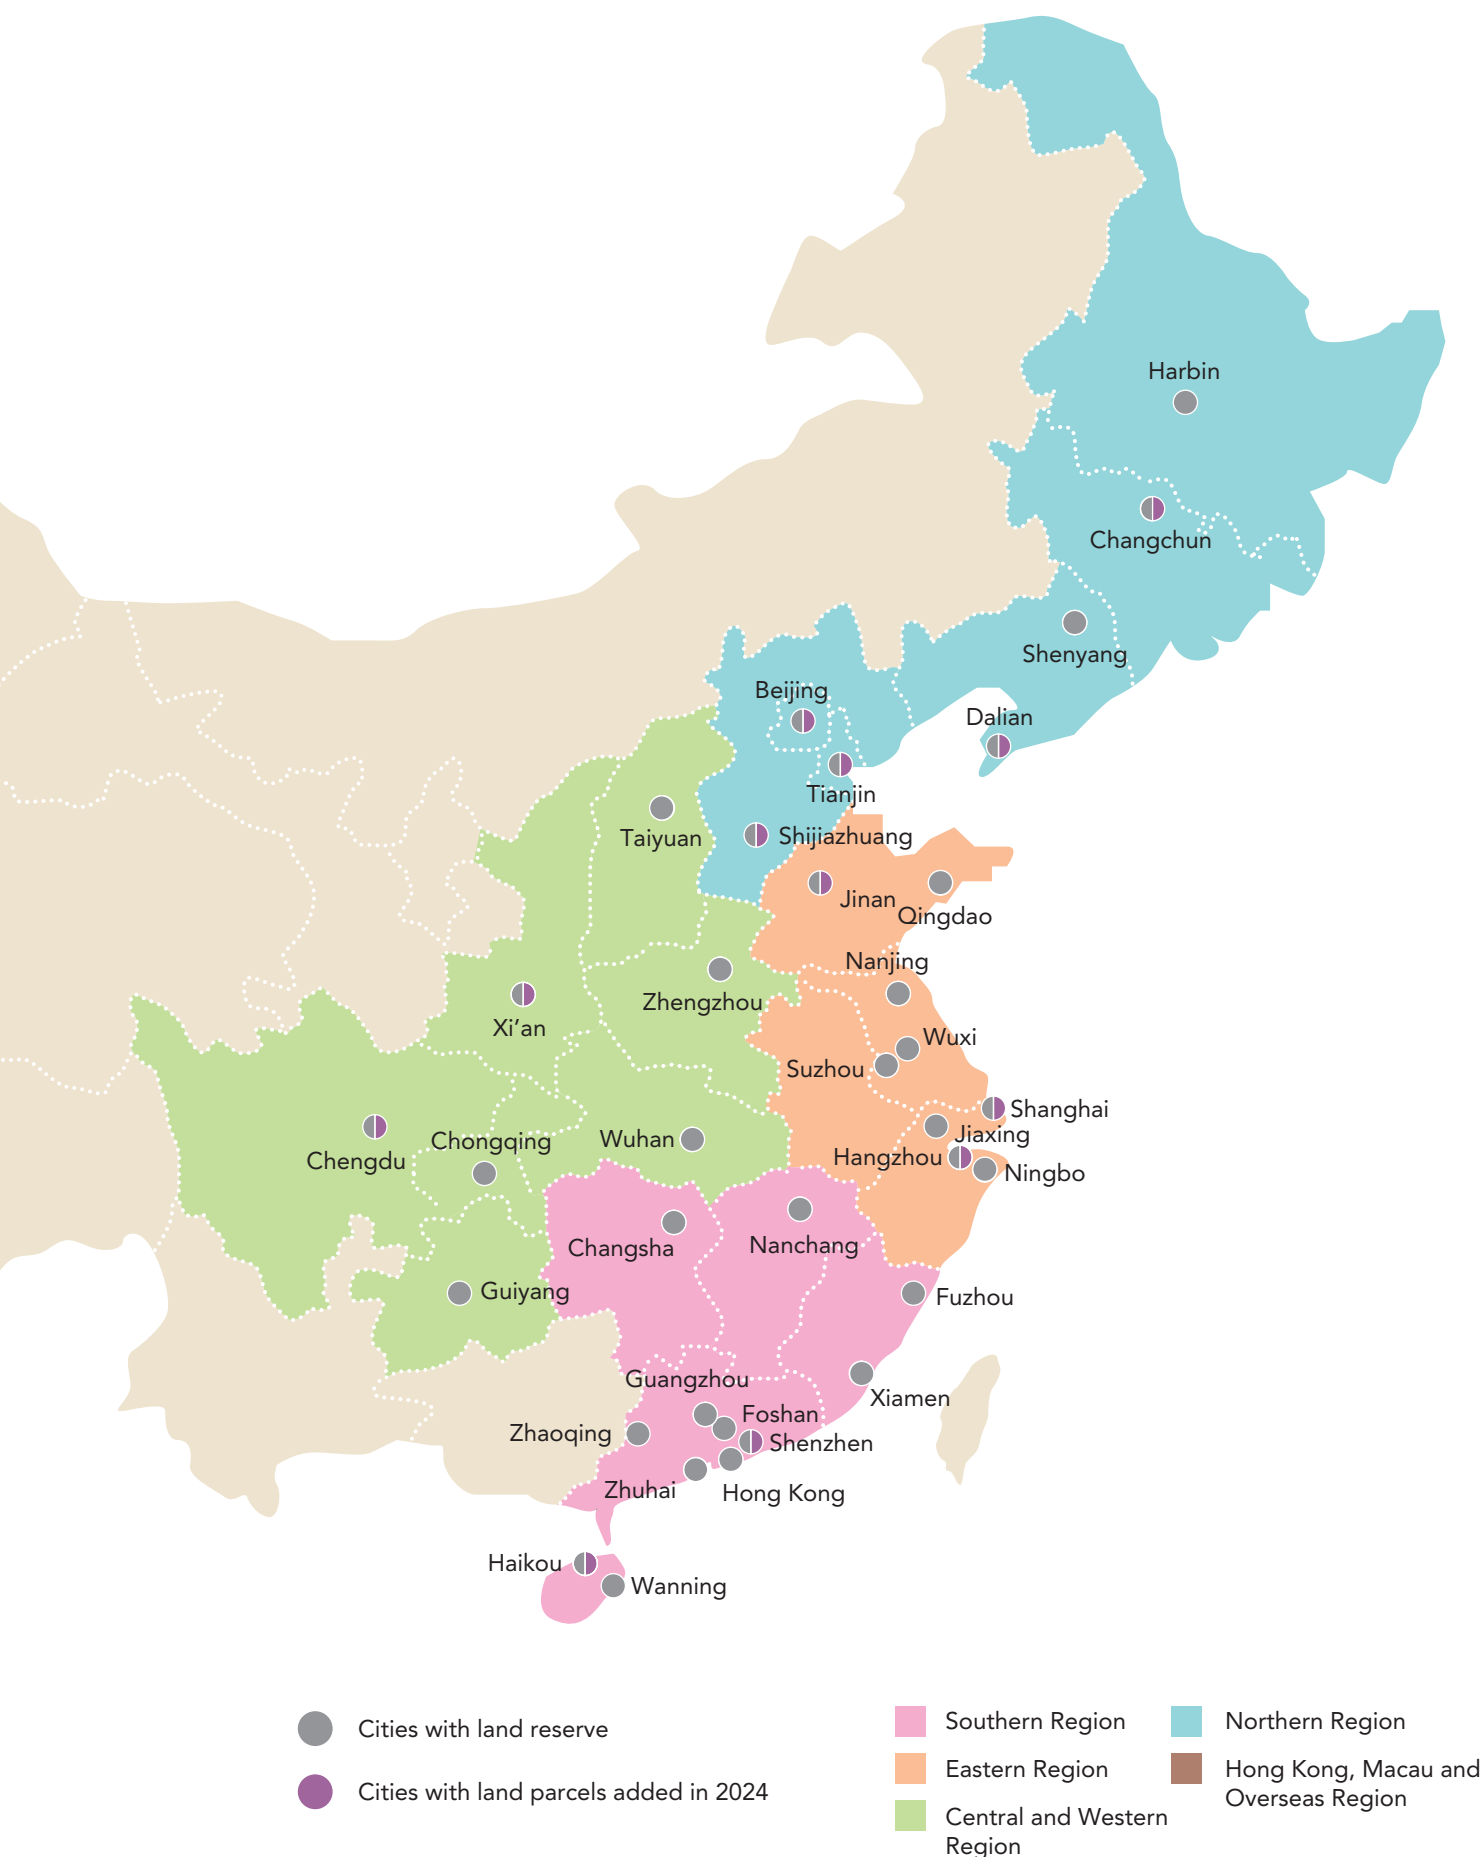 Harbin
Changchun
Shenyang
Beijing
Dalian
Tianjin
Taiyuan
Shijiazhuang
Jinan
Qingdao
Nanjing
Zhengzhou
Xi’an
Wuxi
Suzhou
Shanghai
Jiaxing
Chongqing
Wuhan
Chengdu
Hangzhou
Ningbo
Changsha
Nanchang
Guiyang
Fuzhou
Guangzhou
Xiamen
Foshan
Zhaoqing
Shenzhen
Zhuhai
Hong Kong
Haikou
Wanning
Cities with land reserve
Cities with land parcels added in 2024
Southern Region
Eastern Region
Central and Western
Region
Northern Region
Hong Kong, Macau and
Overseas Region